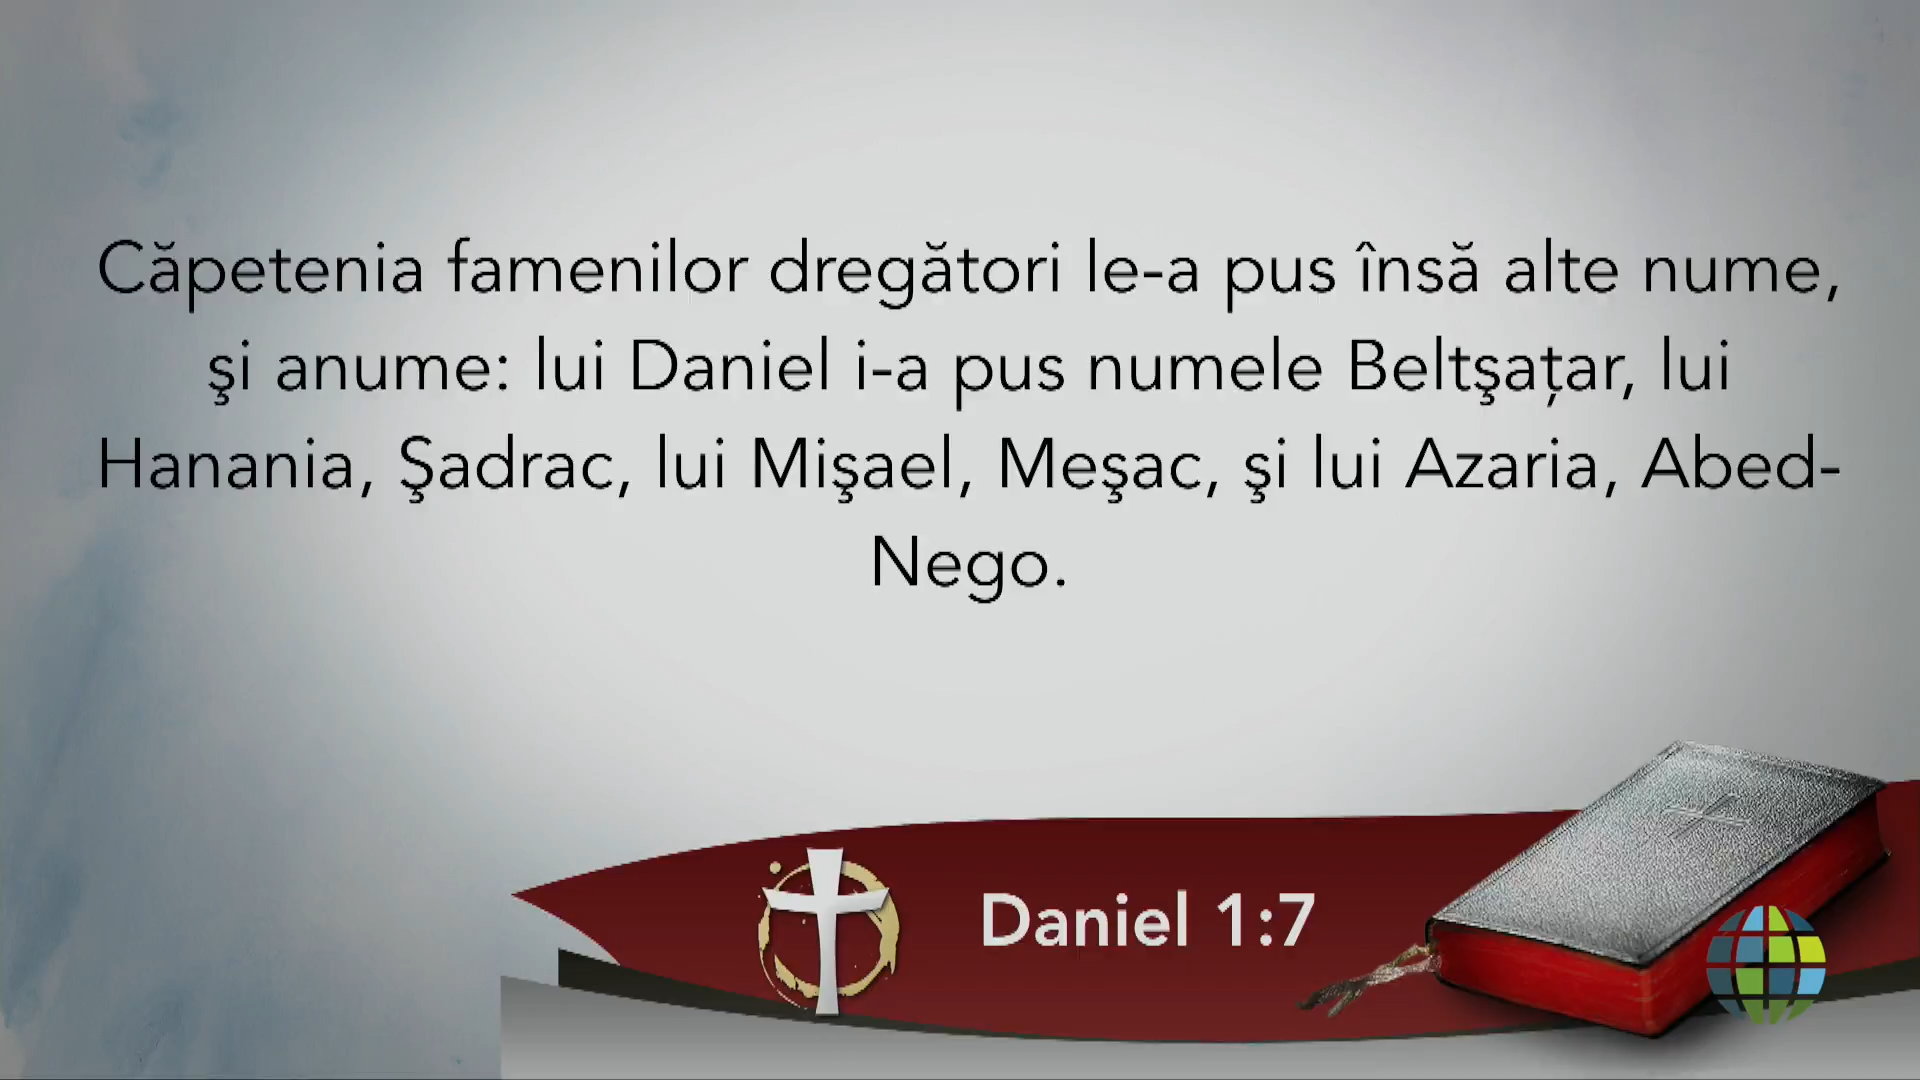 Căpetenia famenilor dregători le-a pus însă alte nume,
şi anume: lui Daniel i-a pus numele Beltşațar, lui
Hanania, Şadrac, lui Mişael, Meşac, şi lui Azaria, Abed-
Nego.
Daniel 1:7